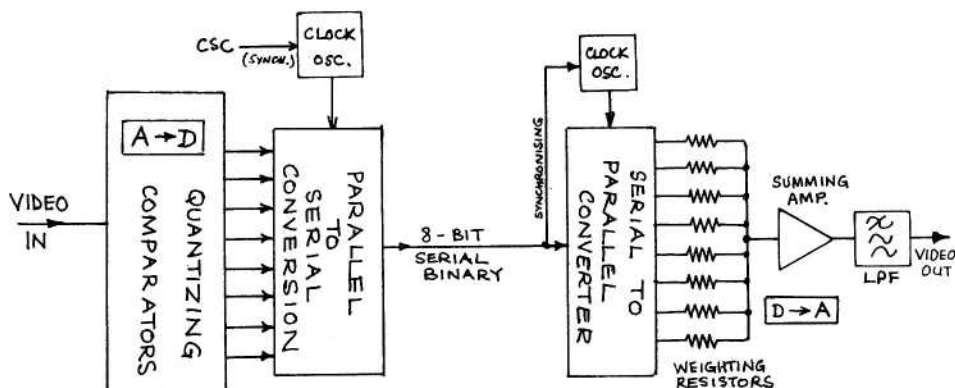 CSC
(SYNCH.)
CLOCK
OSC.
VIDEO
IN
A→D
QUANTIZING
COMPARATORS
PARALLEL
TO
SERIAL
CONVERSION
8-BIT
SERIAL
BINARY
SYNCHRONISING
CLOCK
OSC.
SERIAL TO
PARALLEL
CONVERTER
WEIGHTING
RESISTORS
SUMMING
AMP.
D→A
LPF
VIDEO
OUT